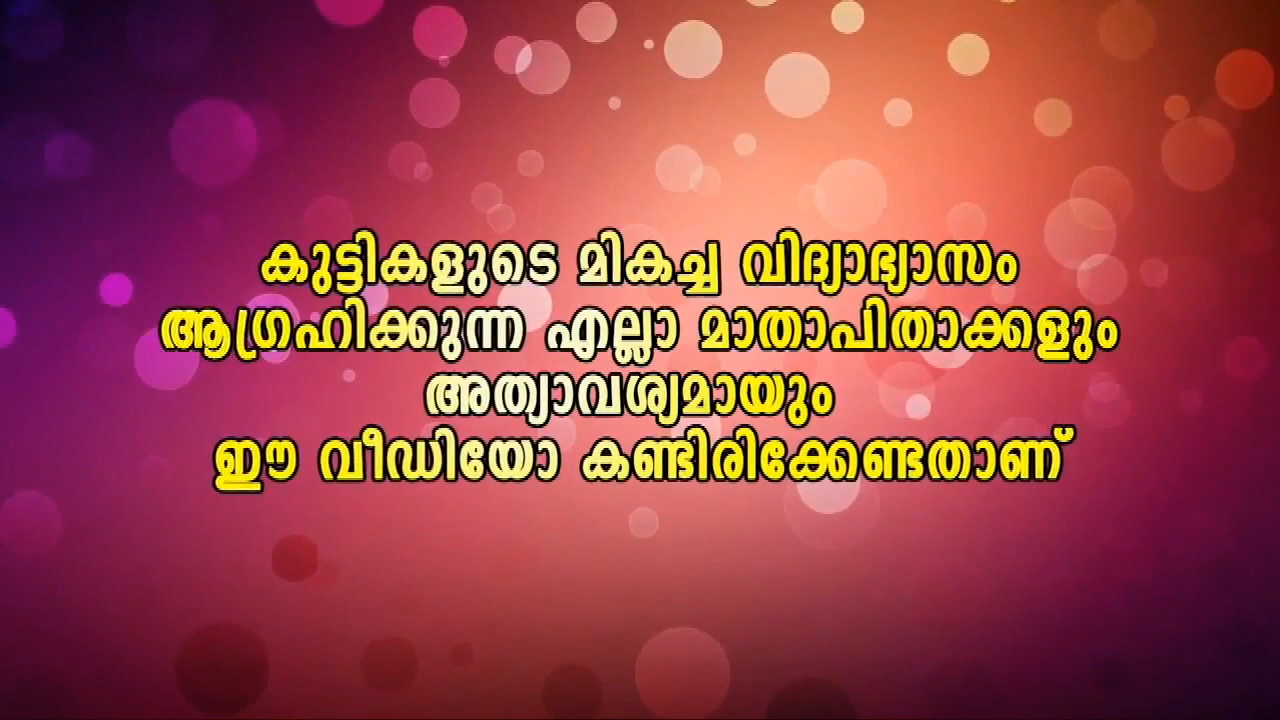 കുട്ടികളുടെ മികച്ച വിദ്യാഭ്യാസം
ആഗ്രഹിക്കുന്ന എല്ലാ മാതാപിതാക്കളും
അത്യാവശ്യമായും
ഈ വീഡിയോ കണ്ടിരിക്കേണ്ടതാണ്